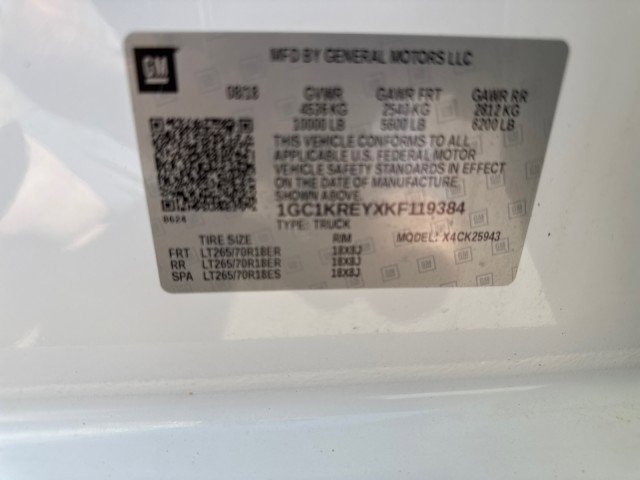 GM
MFD BY GENERAL MOTORS LLC
08/18 GVWR GAWR FRT GAWR RR
4536 KG 2540 KG 2812 KG
10000 LB 5600 LB 6200 LB
THIS VEHICLE CONFORMS TO ALL
APPLICABLE U.S. FEDERAL MOTOR
VEHICLE SAFETY STANDARDS IN EFFECT
ON THE DATE OF MANUFACTURE SHOWN ABOVE.
1GC1KREYXKF119384
TYPE: TRUCK MODEL: X4CK25943
0628
TIRE SIZE RIM
FRT LT265/70R18ER 18X8J
RR LT265/70R18ER 18X8J
SPA LT265/70R18ES 18X8J